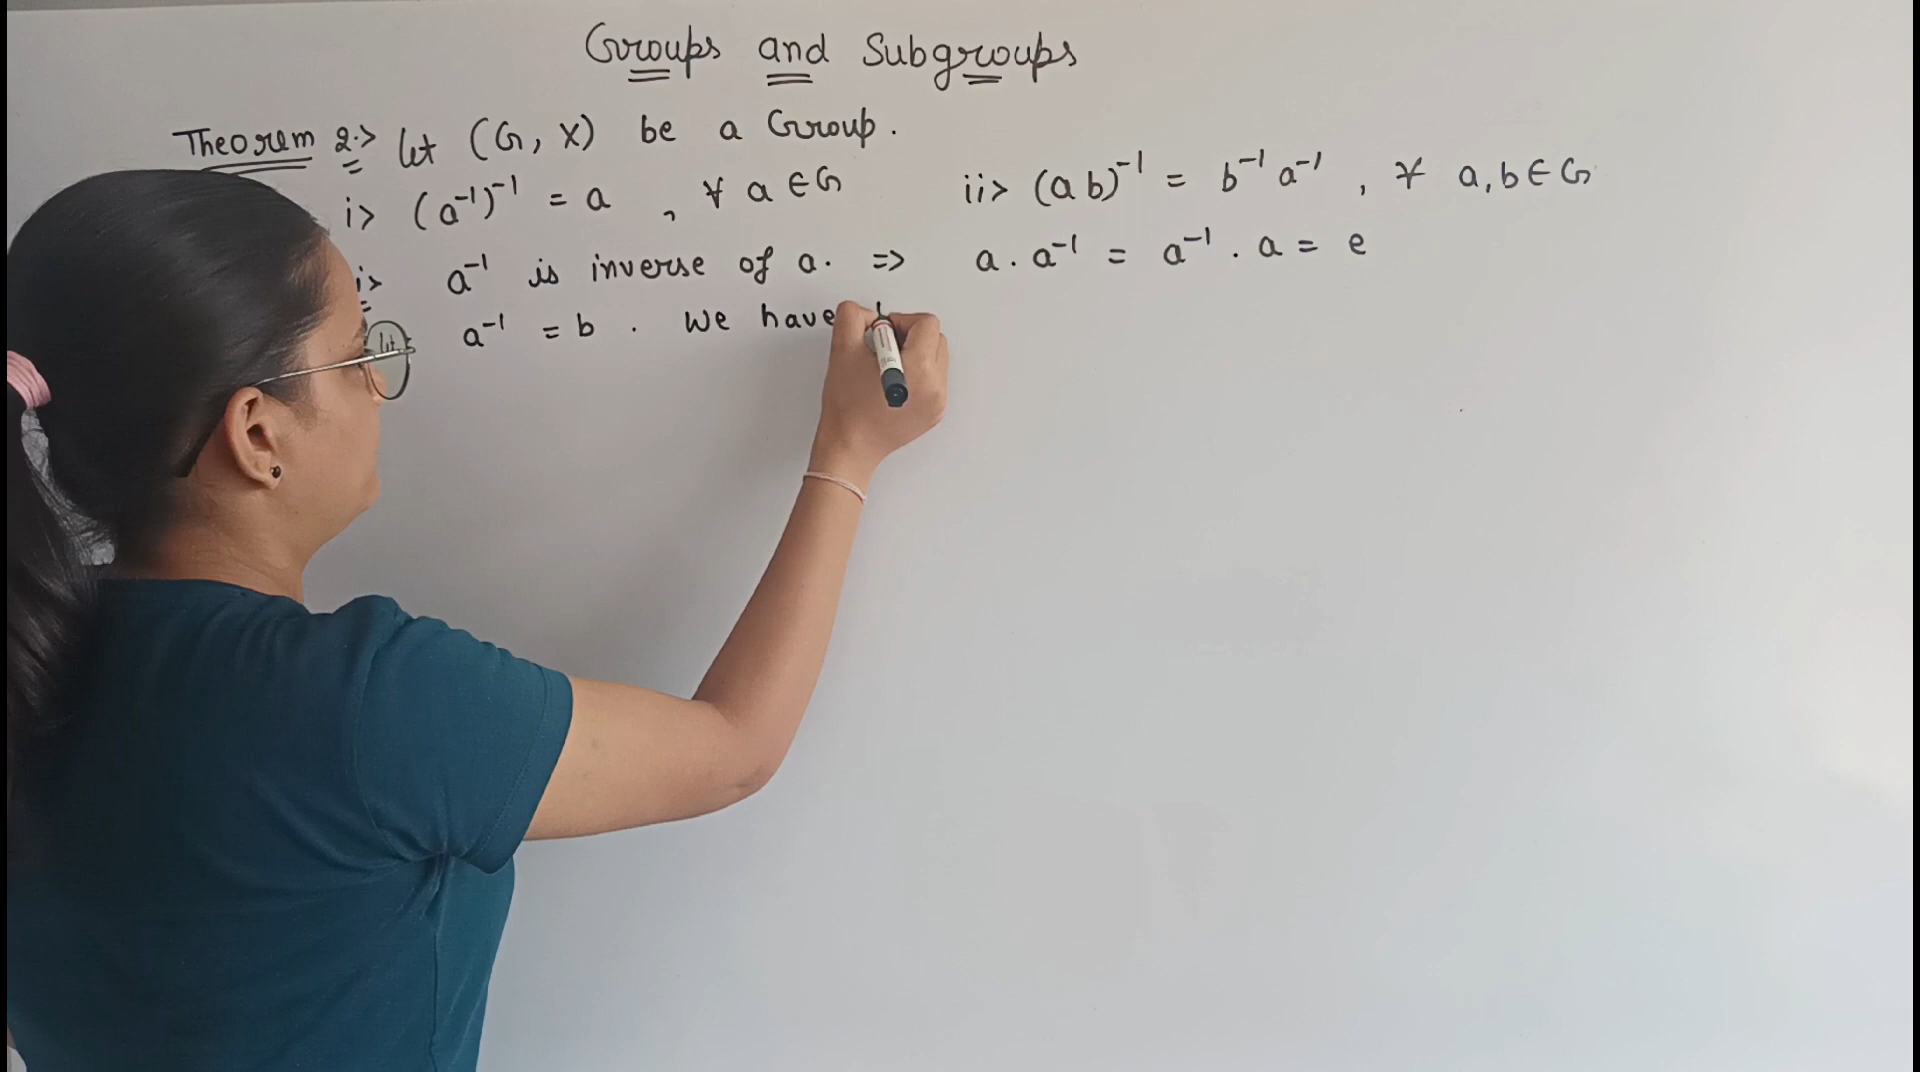 Groups and Subgroups
Theorem 2.> let (G, x) be a Group.
i> (a⁻¹)⁻¹ = a , ∀ a ∈ G ii> (ab)⁻¹ = b⁻¹a⁻¹ , ∀ a, b ∈ G
i> a⁻¹ is inverse of a. => a . a⁻¹ = a⁻¹ . a = e
let a⁻¹ = b . We have